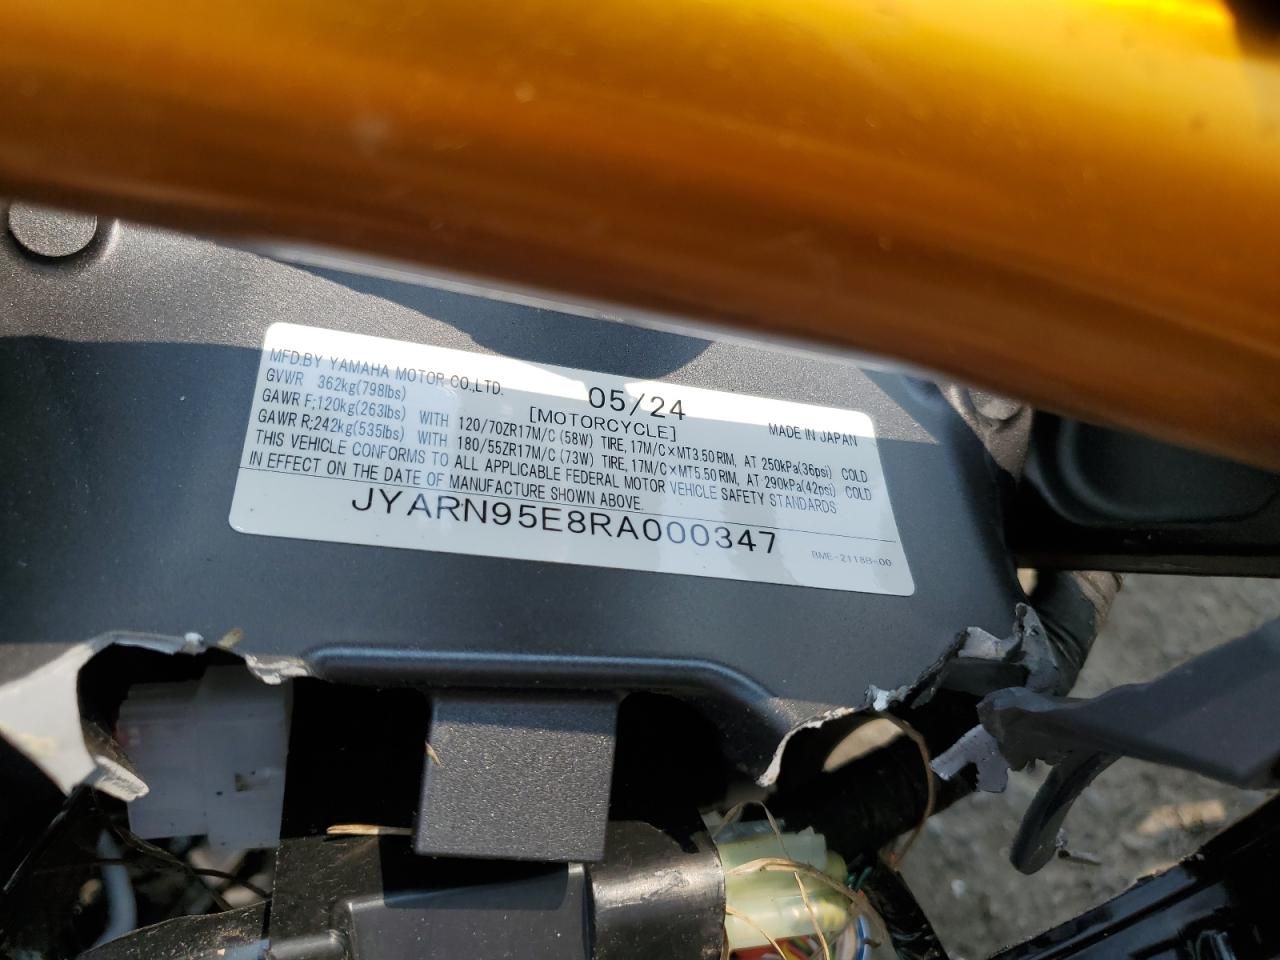 MFD.BY YAMAHA MOTOR CO.,LTD. 05/24
GVWR 362kg(798lbs) [MOTORCYCLE] MADE IN JAPAN
GAWR F;120kg(263lbs) WITH 120/70ZR17M/C (58W) TIRE, 17M/C×MT3.50 RIM, AT 250kPa(36psi) COLD
GAWR R;242kg(535lbs) WITH 180/55ZR17M/C (73W) TIRE, 17M/C×MT5.50 RIM, AT 290kPa(42psi) COLD
THIS VEHICLE CONFORMS TO ALL APPLICABLE FEDERAL MOTOR VEHICLE SAFETY STANDARDS
IN EFFECT ON THE DATE OF MANUFACTURE SHOWN ABOVE.
JYARN95E8RA000347
BME-2118B-00